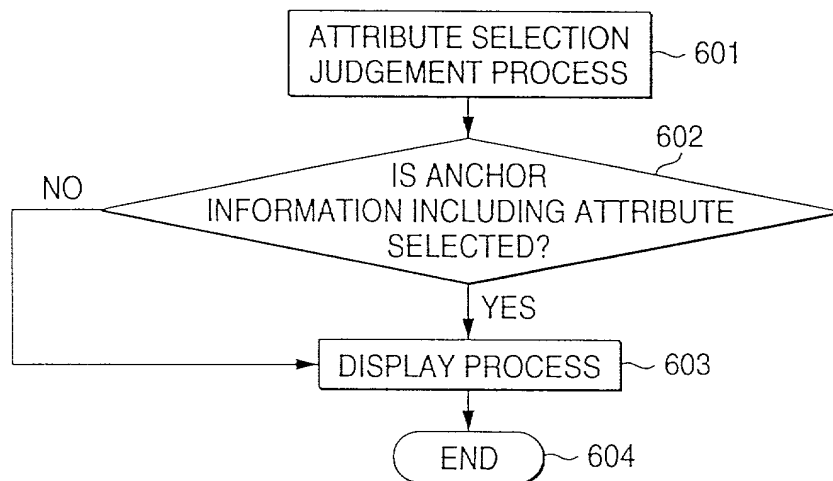 ATTRIBUTE SELECTION
JUDGEMENT PROCESS
601
602
NO
IS ANCHOR
INFORMATION INCLUDING ATTRIBUTE
SELECTED?
YES
DISPLAY PROCESS
603
END
604